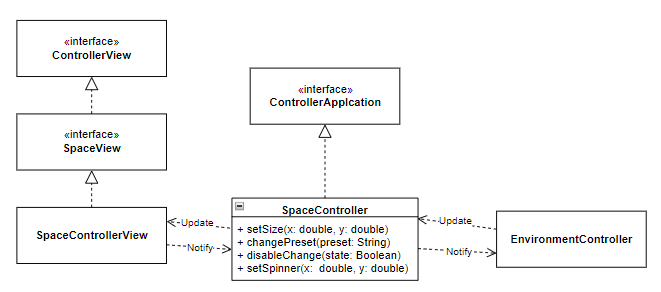 «interface»
ControllerView
«interface»
SpaceView
SpaceControllerView
«interface»
ControllerApplcation
Update
Notify
SpaceController
+ setSize(x: double, y: double)
+ changePreset(preset: String)
+ disableChange(state: Boolean)
+ setSpinner(x: double, y: double)
Update
Notify
EnvironmentController